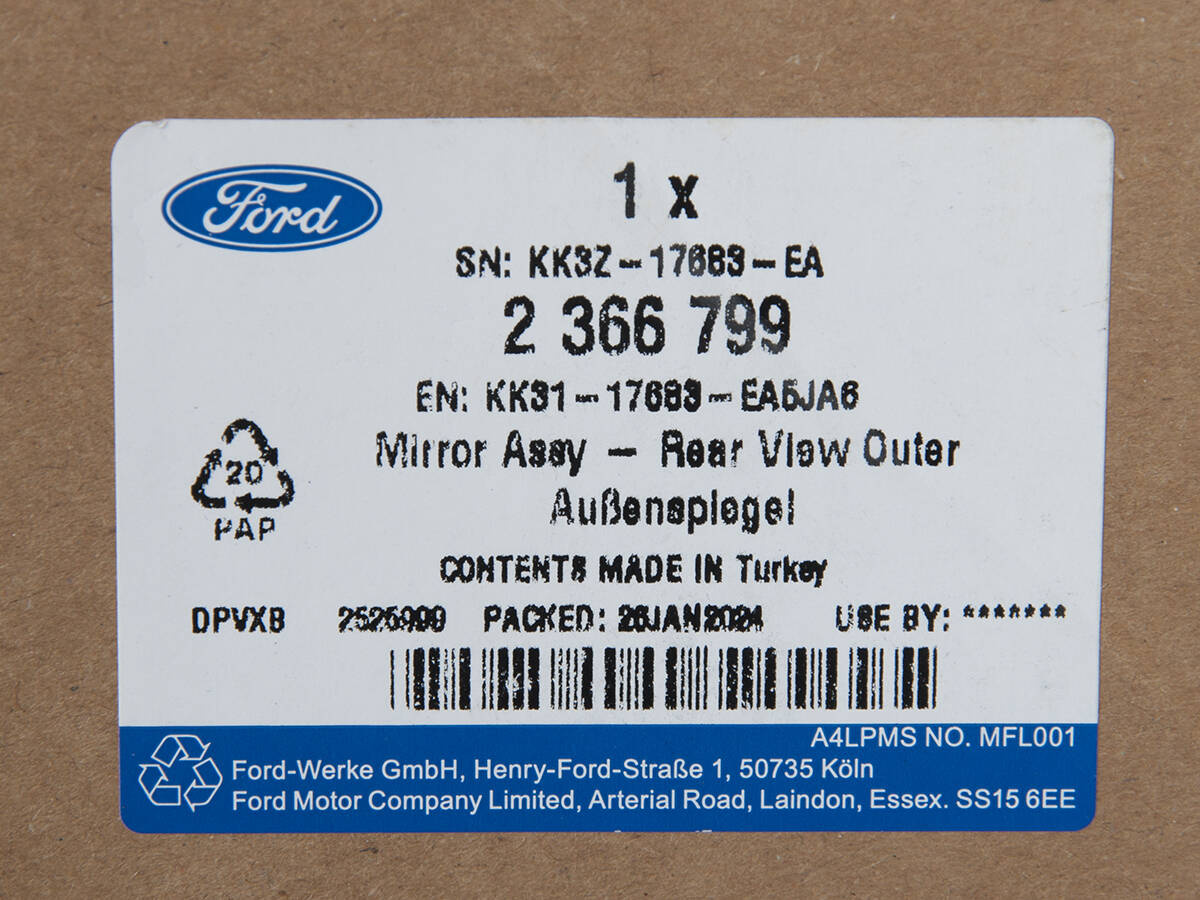 Ford
1 x
SN: KK3Z-17683-EA
2 366 799
EN: KK31-17683-EA5JA6
Mirror Assy - Rear View Outer
Außenspiegel
20
PAP
CONTENTS MADE IN Turkey
DPVXB PACKED: 26JAN2024 USE BY: *******
A4LPMS NO. MFL001
Ford-Werke GmbH, Henry-Ford-Straße 1, 50735 Köln
Ford Motor Company Limited, Arterial Road, Laindon, Essex. SS15 6EE